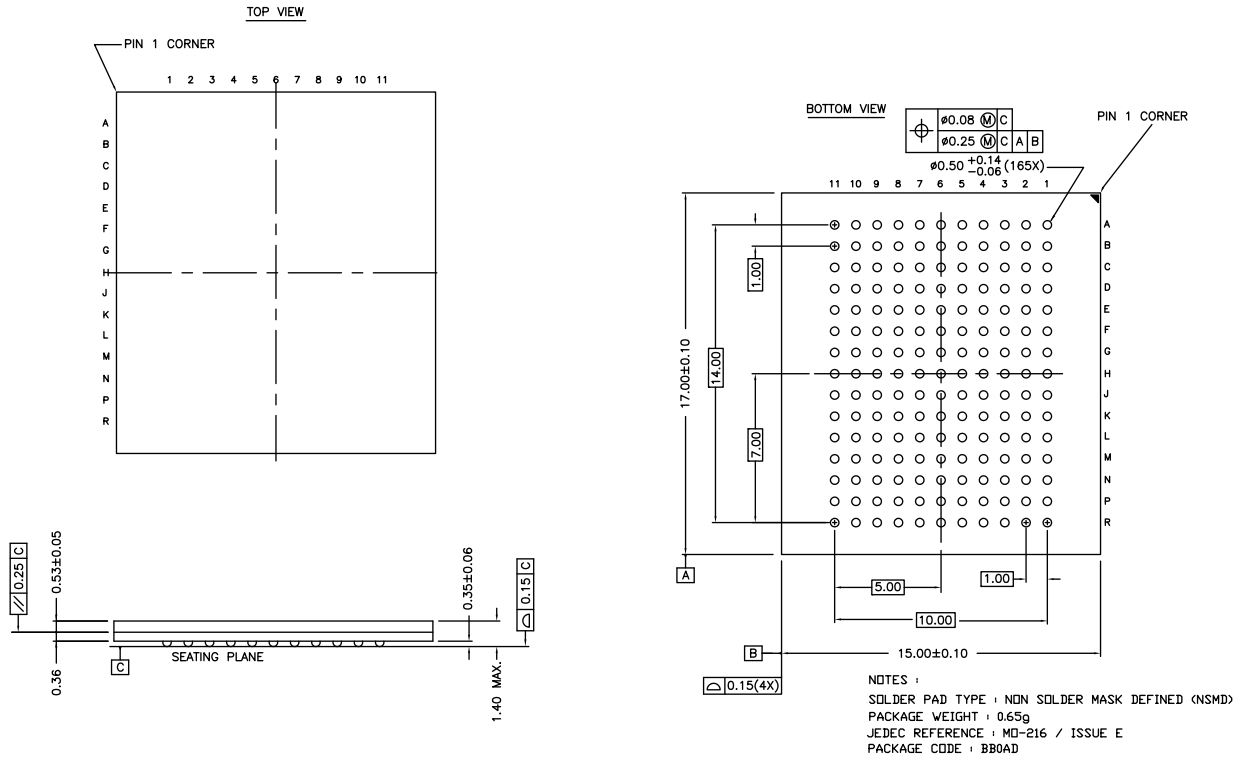 TOP VIEW
PIN 1 CORNER
1 2 3 4 5 6 7 8 9 10 11
A
B
C
D
E
F
G
H
J
K
L
M
N
P
R
BOTTOM VIEW
⌀0.08 Ⓜ C
⌀0.25 Ⓜ C A B
PIN 1 CORNER
⌀0.50 +0.14 -0.06 (165X)
11 10 9 8 7 6 5 4 3 2 1
A
B
C
D
E
F
G
H
J
K
L
M
N
P
R
1.00
17.00±0.10
14.00
7.00
A
5.00
1.00
10.00
B
15.00±0.10
0.15(4X)
// 0.25 C
0.53±0.05
0.36
C
SEATING PLANE
0.35±0.06
1.40 MAX.
0.15 C
NOTES :
SOLDER PAD TYPE : NON SOLDER MASK DEFINED (NSMD)
PACKAGE WEIGHT : 0.65g
JEDEC REFERENCE : MO-216 / ISSUE E
PACKAGE CODE : BB0AD